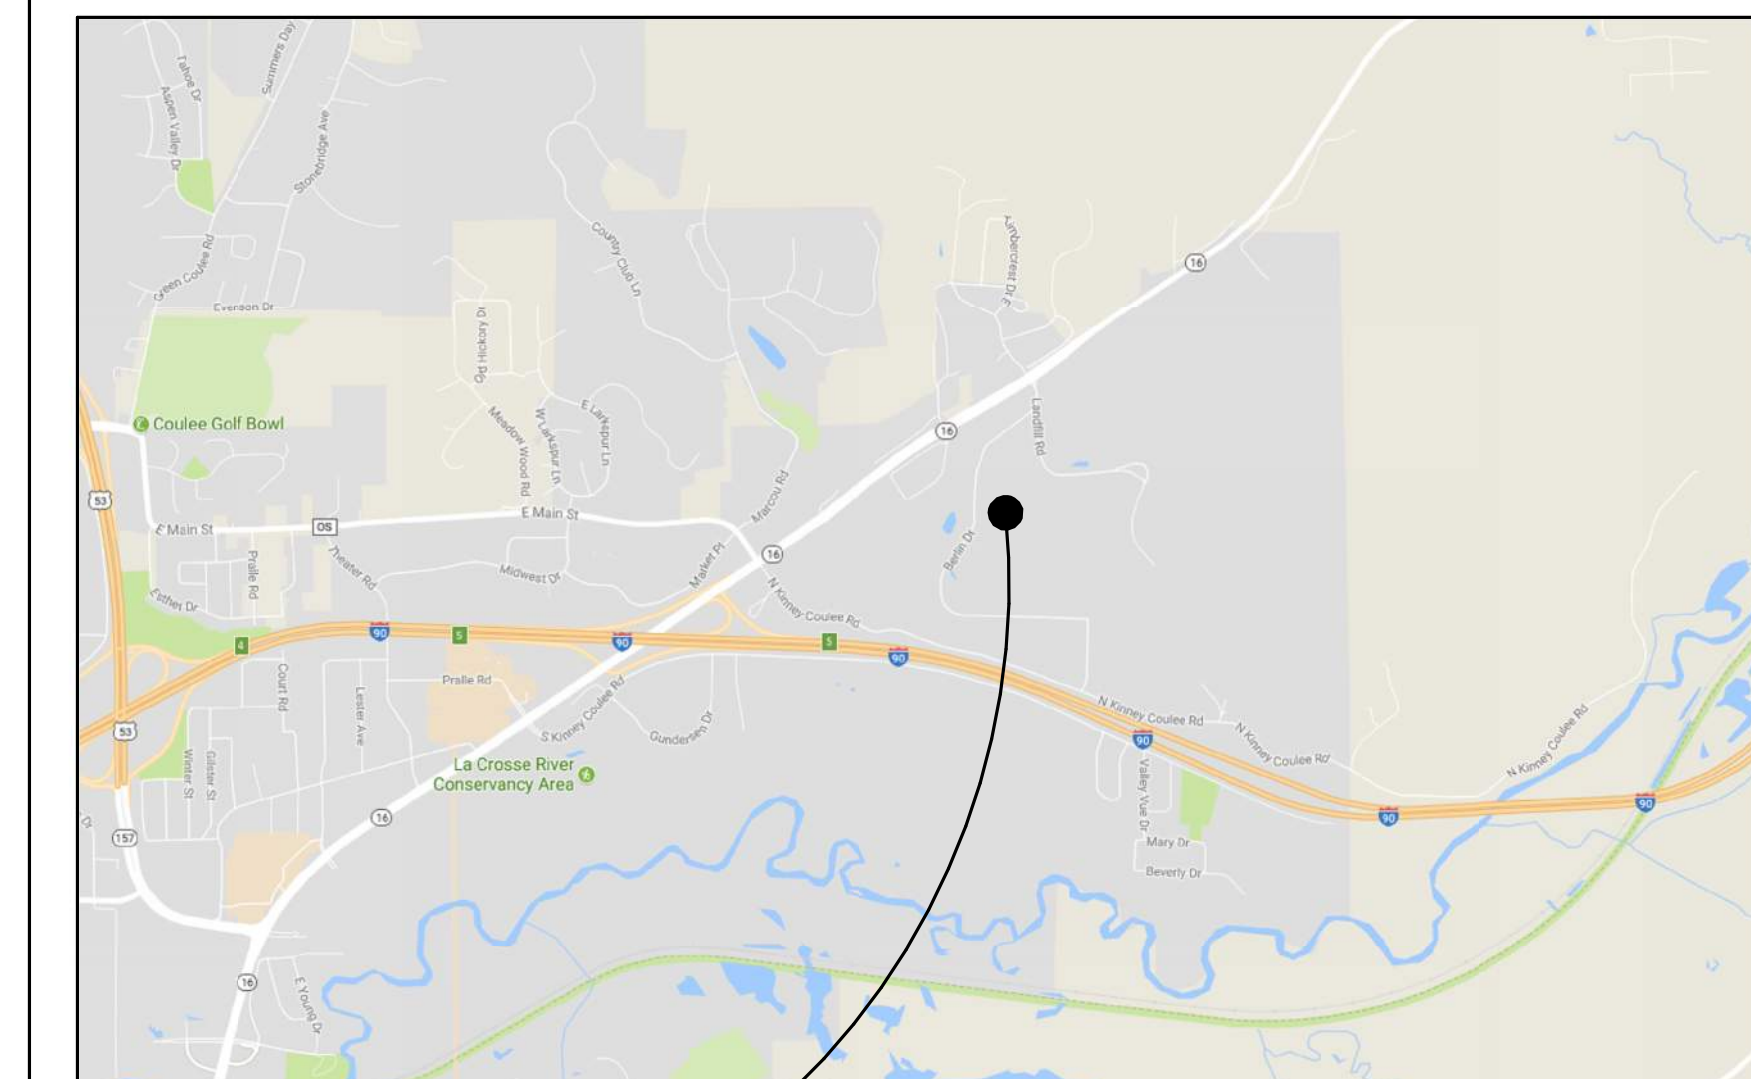 Tahoe Dr
Summers Day
Aspen Valley Dr
Stonebridge Ave
Green Coulee Rd
Country Club Ln
Timbercrest Dr E
16
Everson Dr
Old Hickory Dr
Coulee Golf Bowl
Meadow Wood Rd
W Larkspur Ln
E Larkspur Ln
Landfill Rd
16
Marcou Rd
53
E Main St
OS
E Main St
16
Berlin Dr
Market Pl
Pralle Rd
Theater Rd
Midwest Dr
Esther Dr
N Kinney Coulee Rd
90
5
90
5
4
90
Court Rd
Lester Ave
Pralle Rd
S Kinney Coulee Rd
Gundersen Dr
N Kinney Coulee Rd
N Kinney Coulee Rd
N Kinney Coulee Rd
53
90
Winter St
Gilster St
La Crosse River
Conservancy Area
Valley Vue Dr
90
90
16
157
Dr
Mary Dr
Beverly Dr
16
E Young Dr